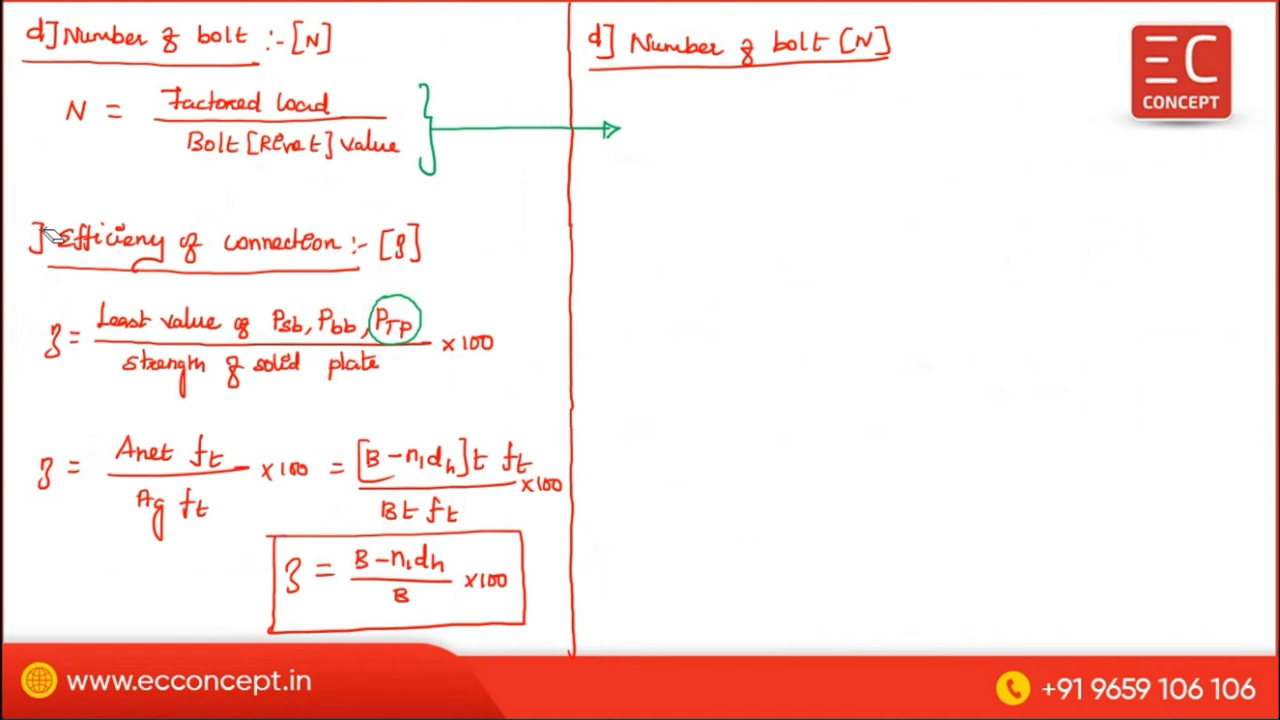 d] Number of bolt :- [N]
N = Factored load / Bolt [Rivet] value
] Efficieny of connection :- [ȝ]
ȝ = Least value of Psb, Pbb, PTp / strength of solid plate × 100
ȝ = Anet ft / Ag ft × 100 = [B - n1dh] t ft / Bt ft × 100
ȝ = B - n1dh / B × 100
d] Number of bolt [N]
EC
CONCEPT
www.ecconcept.in
+91 9659 106 106